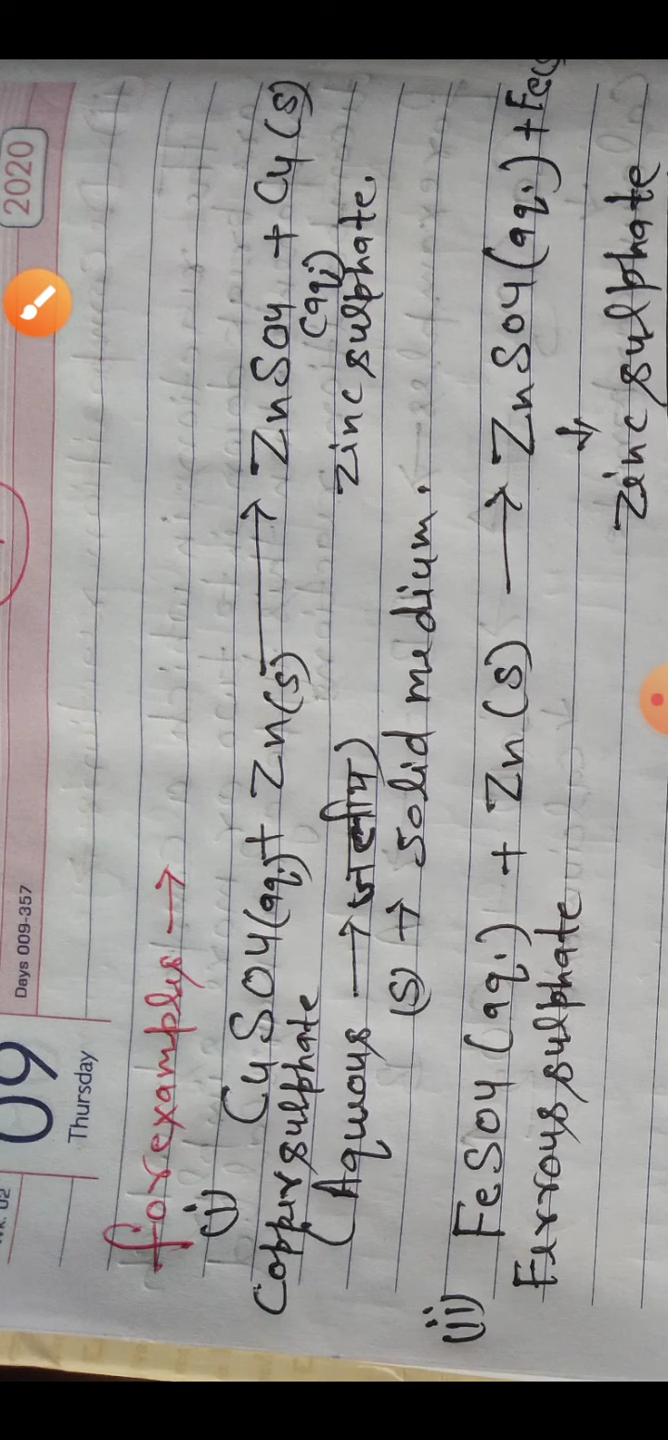 2020
09
Thursday
Days 009-357
for examples →
(i) CuSO4(aq.) + Zn(s) ⟶ ZnSO4 + Cu(s)
(aq.)
Copper sulphate
Zinc sulphate.
(Aqueous → जलीय)
(S) → Solid medium.
(ii) FeSO4(aq.) + Zn(s) ⟶ ZnSO4(aq.) + Fe(s)
Ferrous sulphate
↓
Zinc sulphate